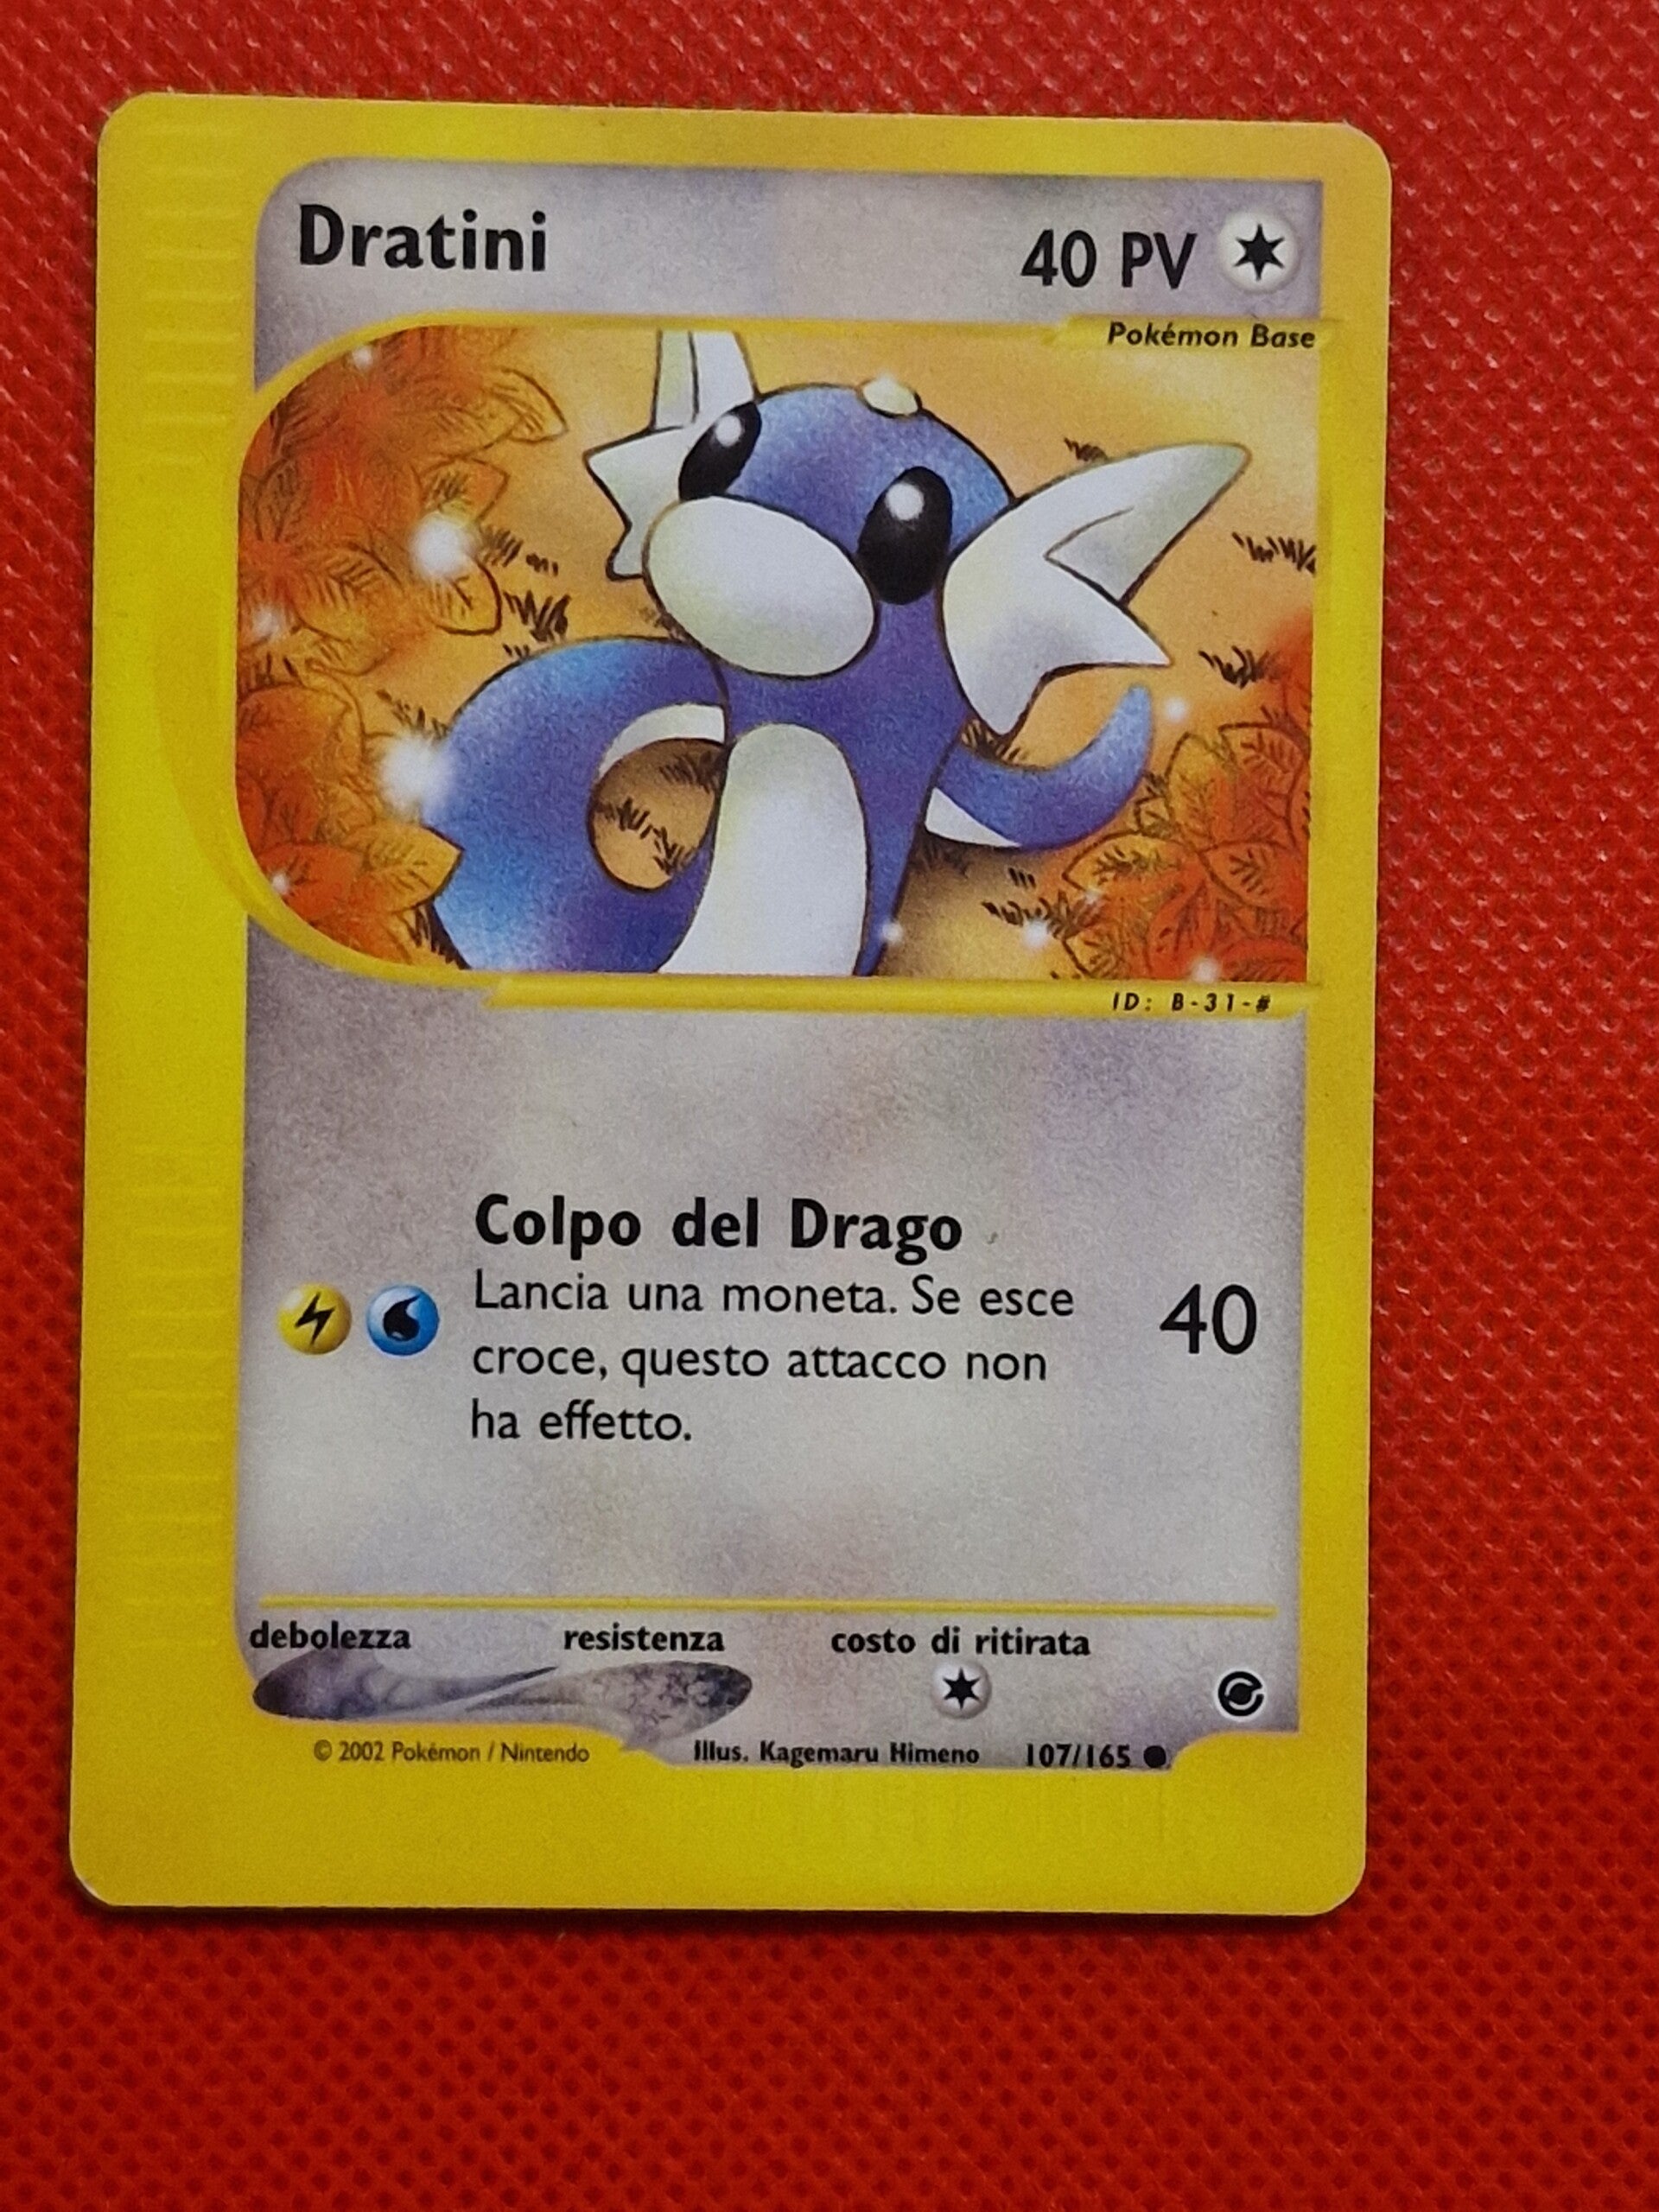 Dratini
40 PV
Pokémon Base
ID: B-31-#
Colpo del Drago
Lancia una moneta. Se esce
croce, questo attacco non
ha effetto.
40
debolezza resistenza costo di ritirata
© 2002 Pokémon / Nintendo Illus. Kagemaru Himeno 107/165